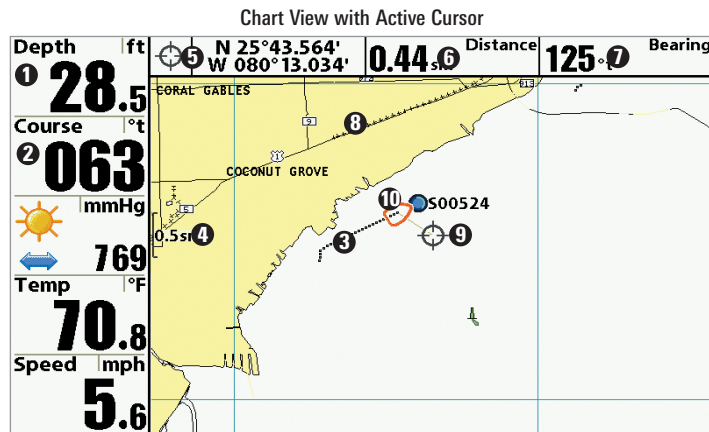 Chart View with Active Cursor
Depth ft
1 28.5
5 N 25°43.564'
W 080°13.034'
Distance
0.44 6
Bearing
125 °t 7
Course °t
2 063
mmHg
769
Temp °F
70.8
Speed mph
5.6
CORAL GABLES
913
9
8
1
COCONUT GROVE
5
0.5 4
10 S00524
3
9